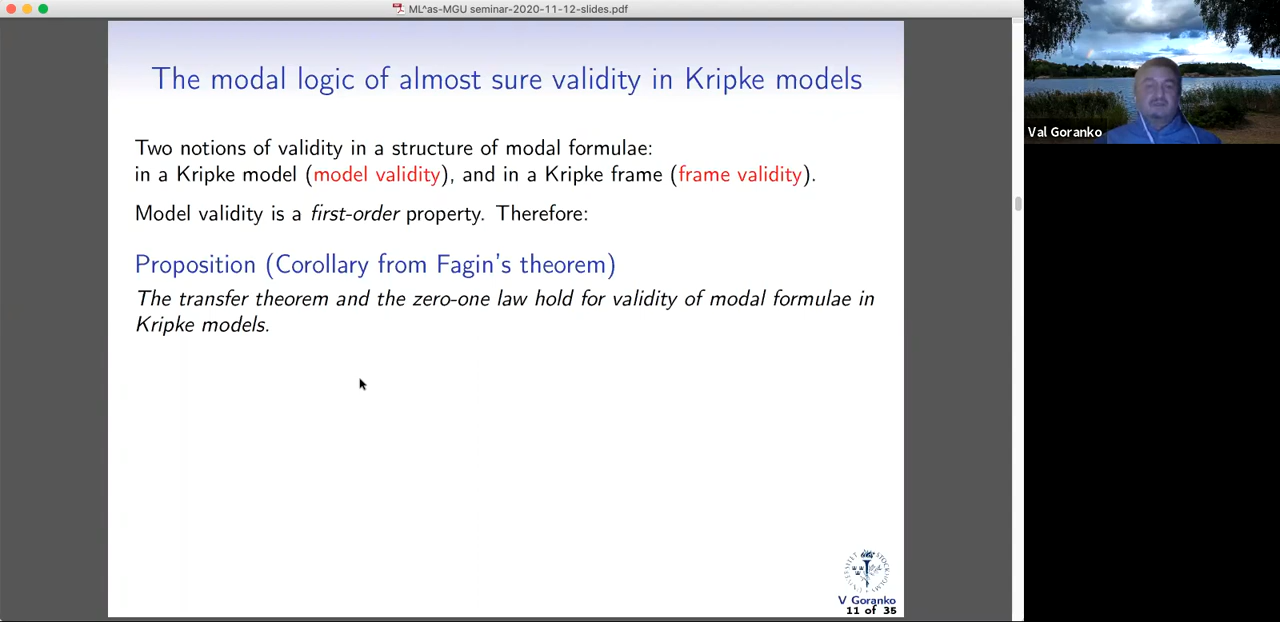 ML^as-MGU seminar-2020-11-12-slides.pdf
The modal logic of almost sure validity in Kripke models
Two notions of validity in a structure of modal formulae:
in a Kripke model (model validity), and in a Kripke frame (frame validity).
Model validity is a first-order property. Therefore:
Proposition (Corollary from Fagin's theorem)
The transfer theorem and the zero-one law hold for validity of modal formulae in
Kripke models.
V Goranko
11 of 35
Val Goranko